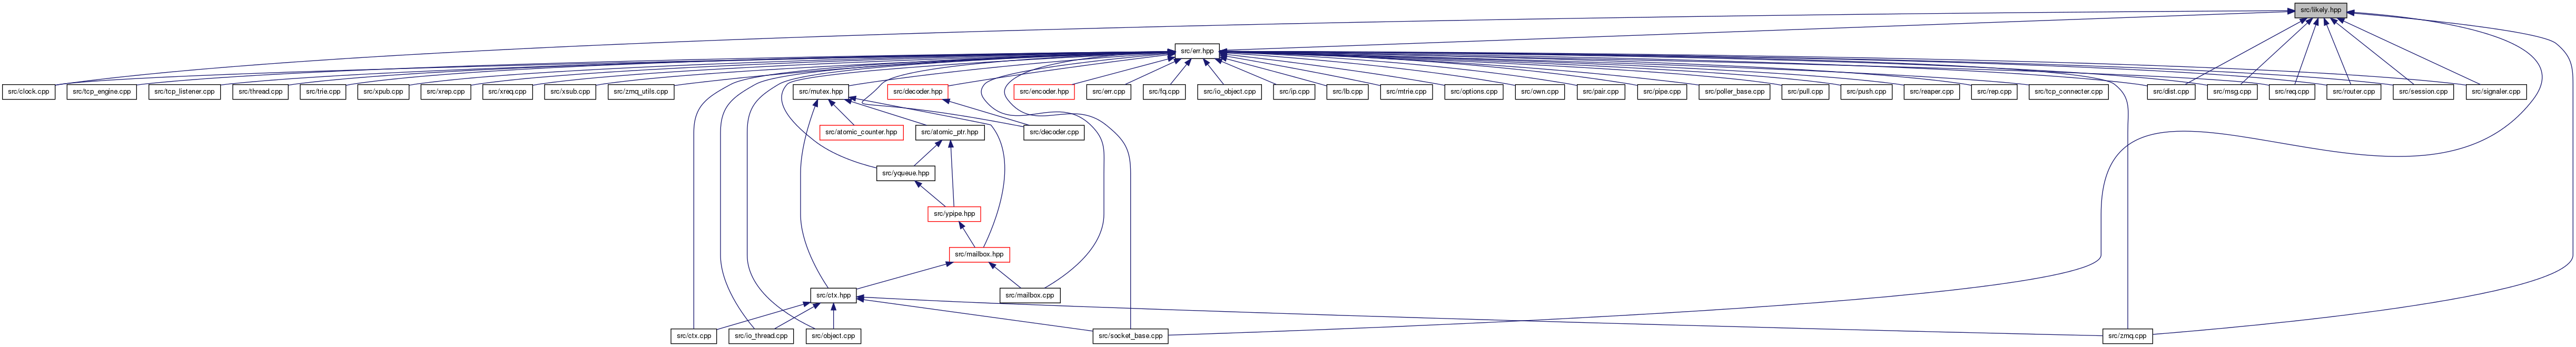 src/likely.hpp
src/err.hpp
src/clock.cpp
src/tcp_engine.cpp
src/tcp_listener.cpp
src/thread.cpp
src/trie.cpp
src/xpub.cpp
src/xrep.cpp
src/xreq.cpp
src/xsub.cpp
src/zmq_utils.cpp
src/mutex.hpp
src/decoder.hpp
src/encoder.hpp
src/err.cpp
src/fq.cpp
src/io_object.cpp
src/ip.cpp
src/lb.cpp
src/mtrie.cpp
src/options.cpp
src/own.cpp
src/pair.cpp
src/pipe.cpp
src/poller_base.cpp
src/pull.cpp
src/push.cpp
src/reaper.cpp
src/rep.cpp
src/tcp_connecter.cpp
src/dist.cpp
src/msg.cpp
src/req.cpp
src/router.cpp
src/session.cpp
src/signaler.cpp
src/atomic_counter.hpp
src/atomic_ptr.hpp
src/decoder.cpp
src/yqueue.hpp
src/ypipe.hpp
src/mailbox.hpp
src/ctx.hpp
src/mailbox.cpp
src/ctx.cpp
src/io_thread.cpp
src/object.cpp
src/socket_base.cpp
src/zmq.cpp